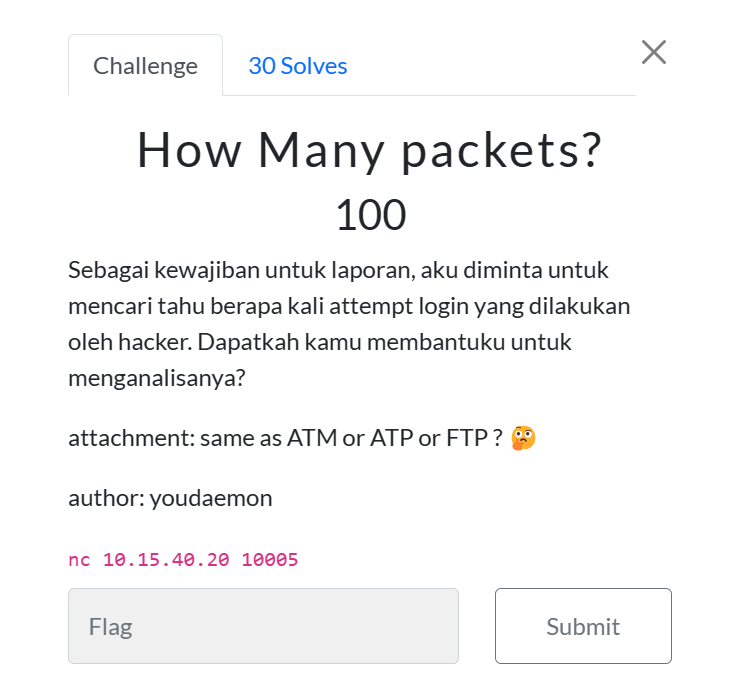 Challenge
30 Solves
How Many packets?
100
Sebagai kewajiban untuk laporan, aku diminta untuk
mencari tahu berapa kali attempt login yang dilakukan
oleh hacker. Dapatkah kamu membantuku untuk
menganalisanya?
attachment: same as ATM or ATP or FTP ? 🤔
author: youdaemon
nc 10.15.40.20 10005
Flag
Submit